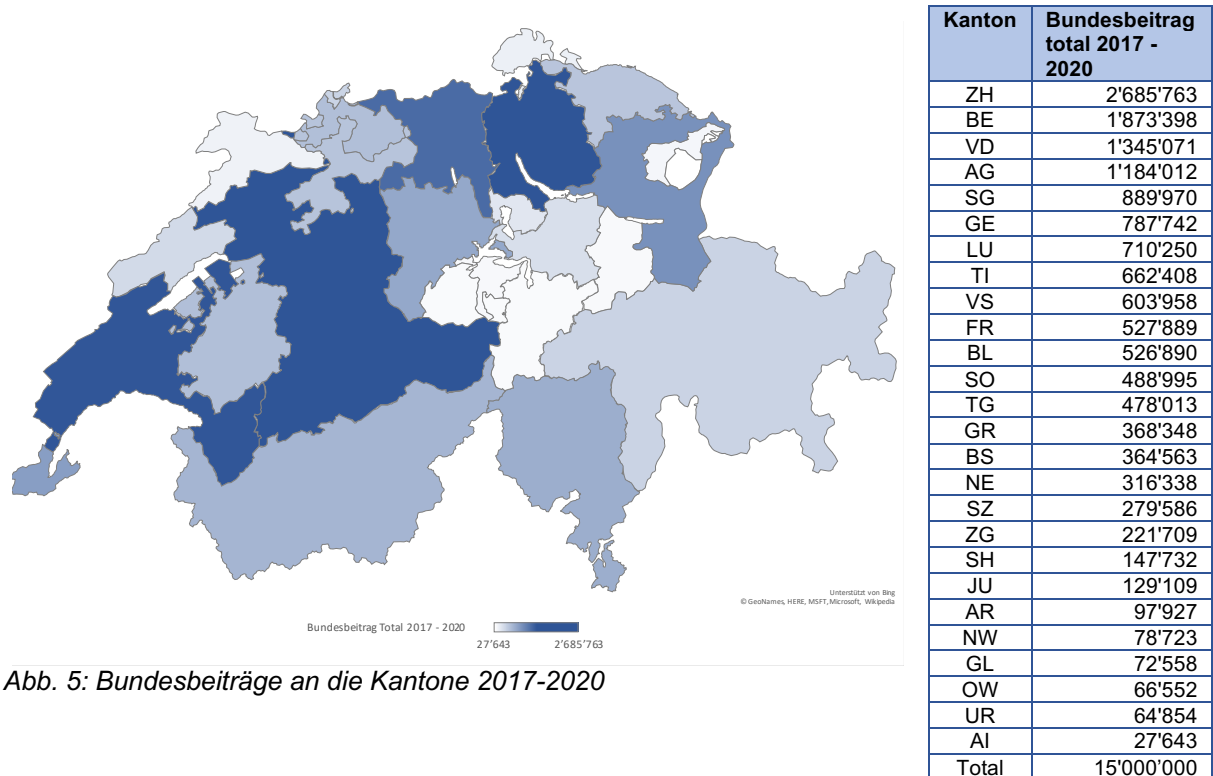 Unterstützt von Bing
© GeoNames, HERE, MSFT, Microsoft, Wikipedia
Bundesbeitrag Total 2017 - 2020
27'643 2'685'763
Abb. 5: Bundesbeiträge an die Kantone 2017-2020
Kanton Bundesbeitrag
total 2017 -
2020
ZH 2'685'763
BE 1'873'398
VD 1'345'071
AG 1'184'012
SG 889'970
GE 787'742
LU 710'250
TI 662'408
VS 603'958
FR 527'889
BL 526'890
SO 488'995
TG 478'013
GR 368'348
BS 364'563
NE 316'338
SZ 279'586
ZG 221'709
SH 147'732
JU 129'109
AR 97'927
NW 78'723
GL 72'558
OW 66'552
UR 64'854
AI 27'643
Total 15'000'000